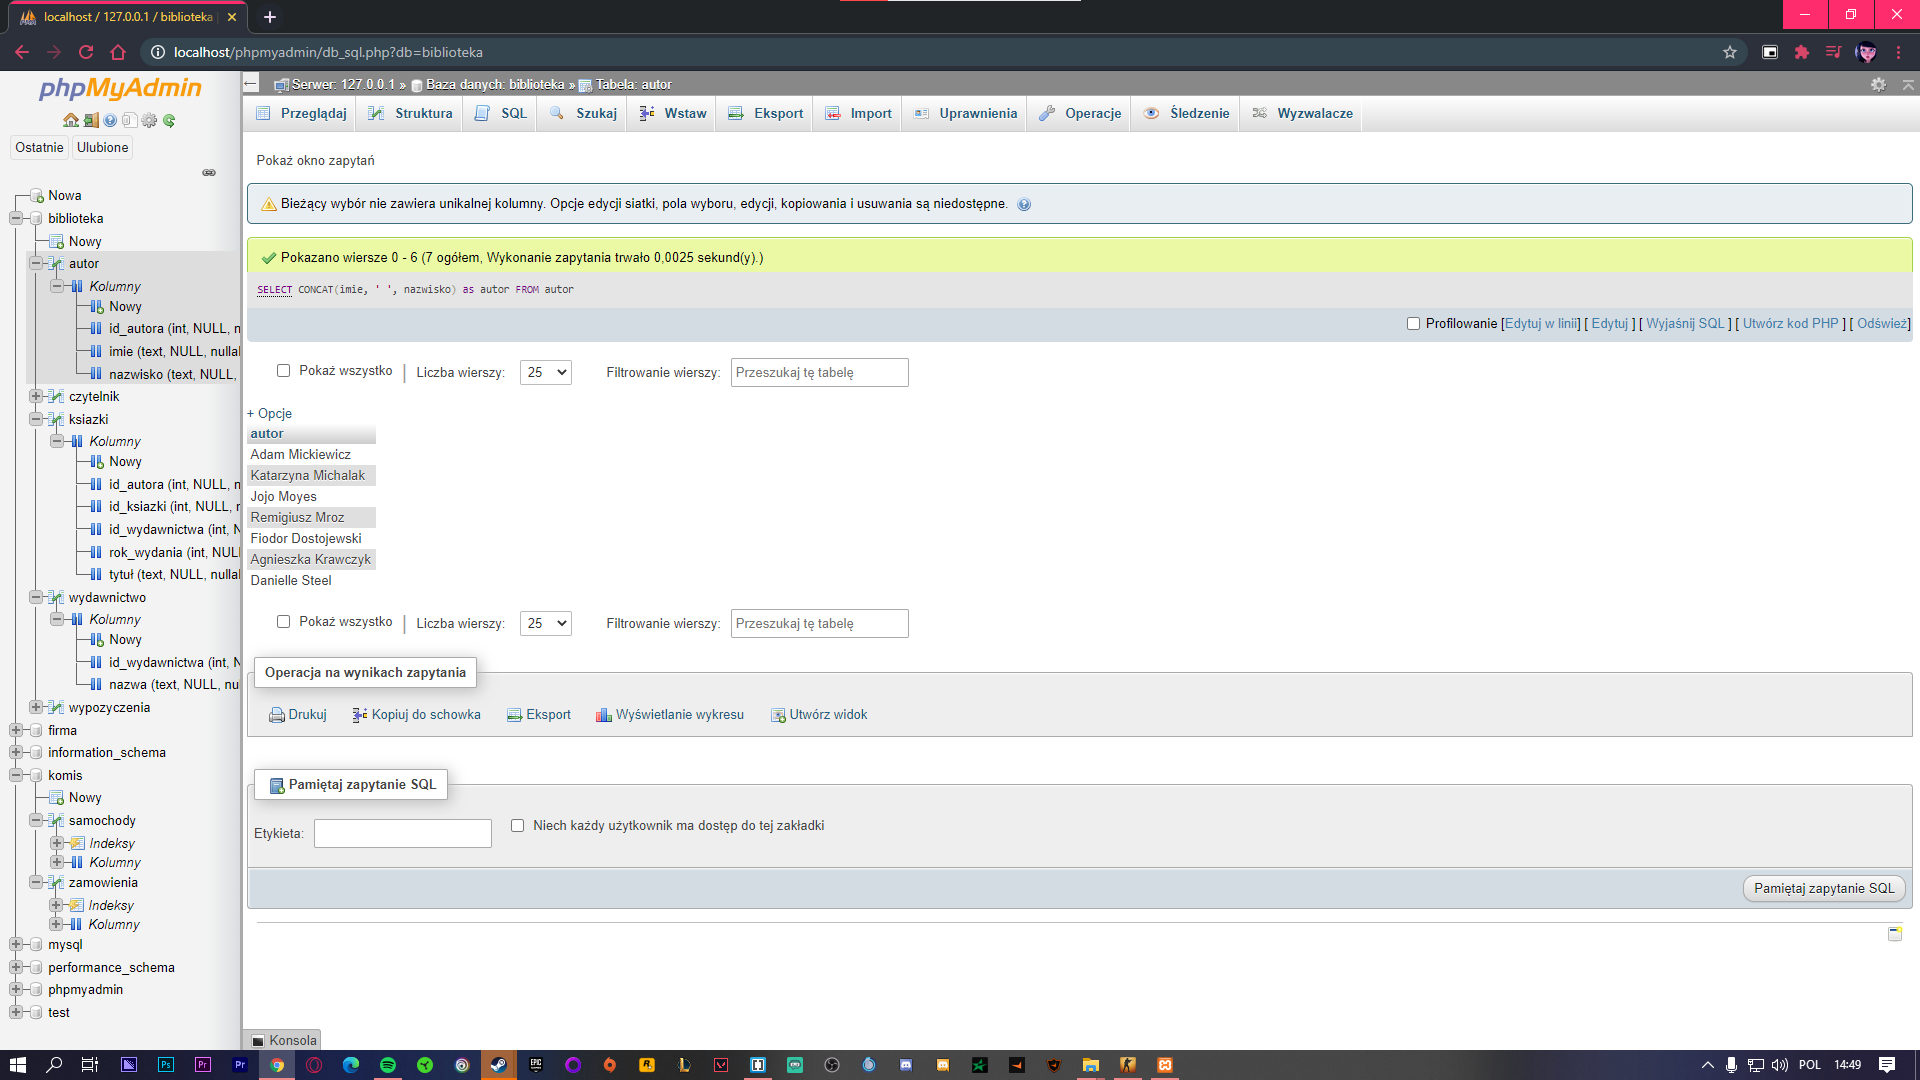 localhost / 127.0.0.1 / biblioteka
localhost/phpmyadmin/db_sql.php?db=biblioteka
phpMyAdmin
Ostatnie
Ulubione
Nowa
biblioteka
Nowy
autor
Kolumny
Nowy
id_autora (int, NULL, n
imie (text, NULL, nullal
nazwisko (text, NULL,
czytelnik
ksiazki
Kolumny
Nowy
id_autora (int, NULL, n
id_ksiazki (int, NULL, r
id_wydawnictwa (int, N
rok_wydania (int, NUL
tytuł (text, NULL, nullal
wydawnictwo
Kolumny
Nowy
id_wydawnictwa (int, N
nazwa (text, NULL, nu
wypozyczenia
firma
information_schema
komis
Nowy
samochody
Indeksy
Kolumny
zamowienia
Indeksy
Kolumny
mysql
performance_schema
phpmyadmin
test
Serwer: 127.0.0.1 » Baza danych: biblioteka » Tabela: autor
Przeglądaj Struktura SQL Szukaj Wstaw Eksport Import Uprawnienia Operacje Śledzenie Wyzwalacze
Pokaż okno zapytań
Bieżący wybór nie zawiera unikalnej kolumny. Opcje edycji siatki, pola wyboru, edycji, kopiowania i usuwania są niedostępne.
Pokazano wiersze 0 - 6 (7 ogółem, Wykonanie zapytania trwało 0,0025 sekund(y).)
SELECT CONCAT(imie, ' ', nazwisko) as autor FROM autor
Profilowanie [Edytuj w linii] [ Edytuj ] [ Wyjaśnij SQL ] [ Utwórz kod PHP ] [ Odśwież]
Pokaż wszystko | Liczba wierszy: 25 Filtrowanie wierszy: Przeszukaj tę tabelę
+ Opcje
autor
Adam Mickiewicz
Katarzyna Michalak
Jojo Moyes
Remigiusz Mroz
Fiodor Dostojewski
Agnieszka Krawczyk
Danielle Steel
Pokaż wszystko | Liczba wierszy: 25 Filtrowanie wierszy: Przeszukaj tę tabelę
Operacja na wynikach zapytania
Drukuj Kopiuj do schowka Eksport Wyświetlanie wykresu Utwórz widok
Pamiętaj zapytanie SQL
Etykieta: Niech każdy użytkownik ma dostęp do tej zakładki
Pamiętaj zapytanie SQL
Konsola
Ps Pr Pr EPIC POL 14:49